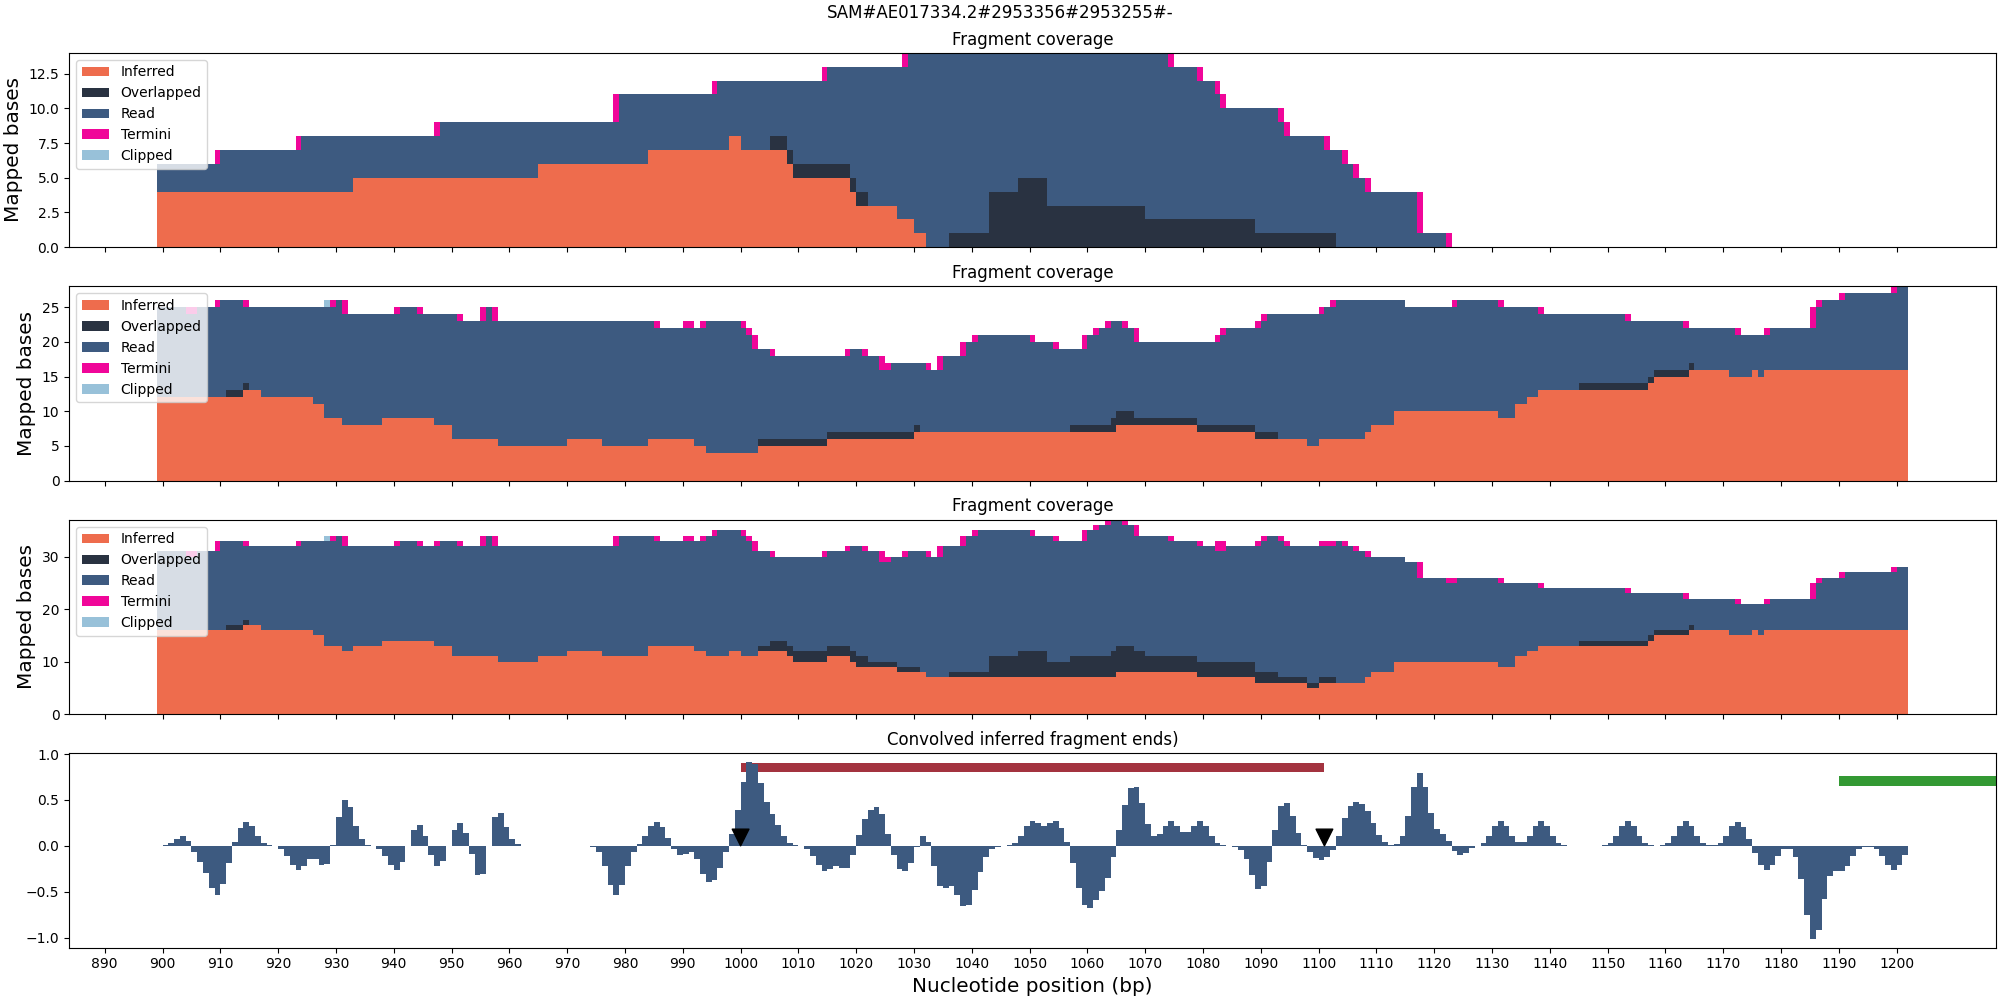 SAM#AE017334.2#2953356#2953255#-
Fragment coverage
Mapped bases
12.5
10.0
7.5
5.0
2.5
0.0
Inferred
Overlapped
Read
Termini
Clipped
Fragment coverage
Mapped bases
25
20
15
10
5
0
Inferred
Overlapped
Read
Termini
Clipped
Fragment coverage
Mapped bases
30
20
10
0
Inferred
Overlapped
Read
Termini
Clipped
Convolved inferred fragment ends)
1.0
0.5
0.0
−0.5
−1.0
890 900 910 920 930 940 950 960 970 980 990 1000 1010 1020 1030 1040 1050 1060 1070 1080 1090 1100 1110 1120 1130 1140 1150 1160 1170 1180 1190 1200
Nucleotide position (bp)